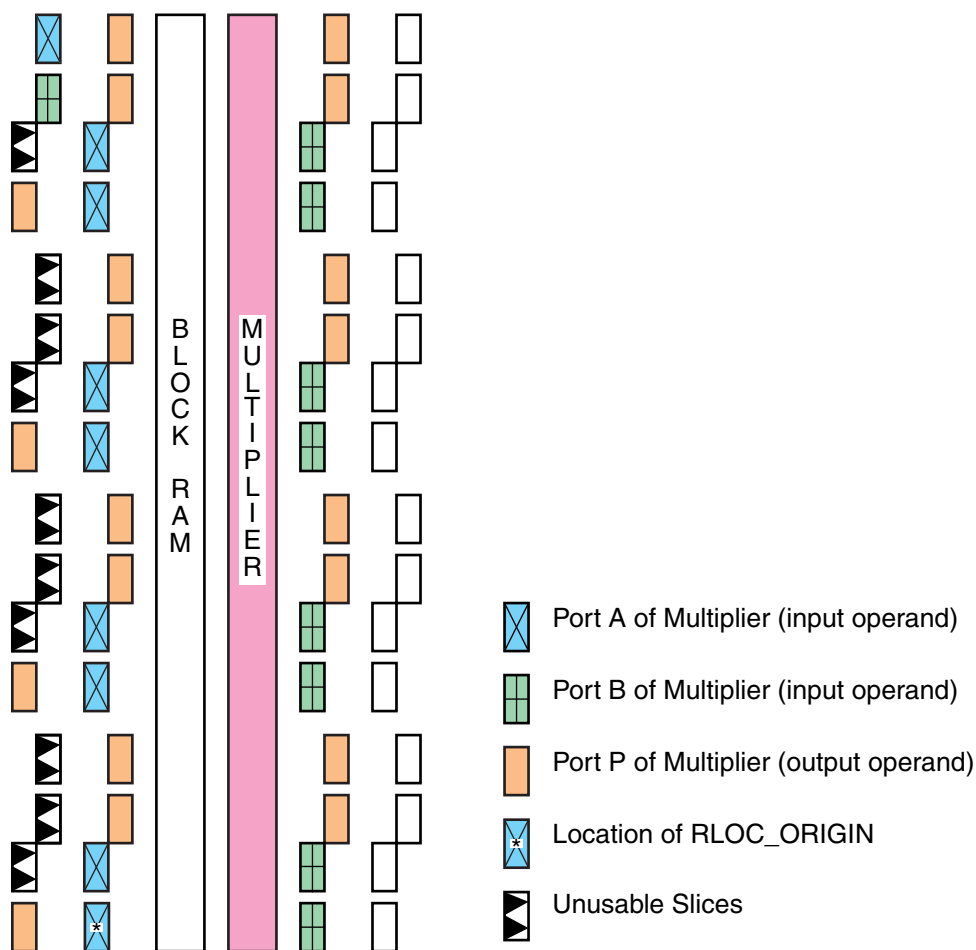 BLOCK RAM
MULTIPLIER
Port A of Multiplier (input operand)
Port B of Multiplier (input operand)
Port P of Multiplier (output operand)
*
Location of RLOC_ORIGIN
Unusable Slices
*